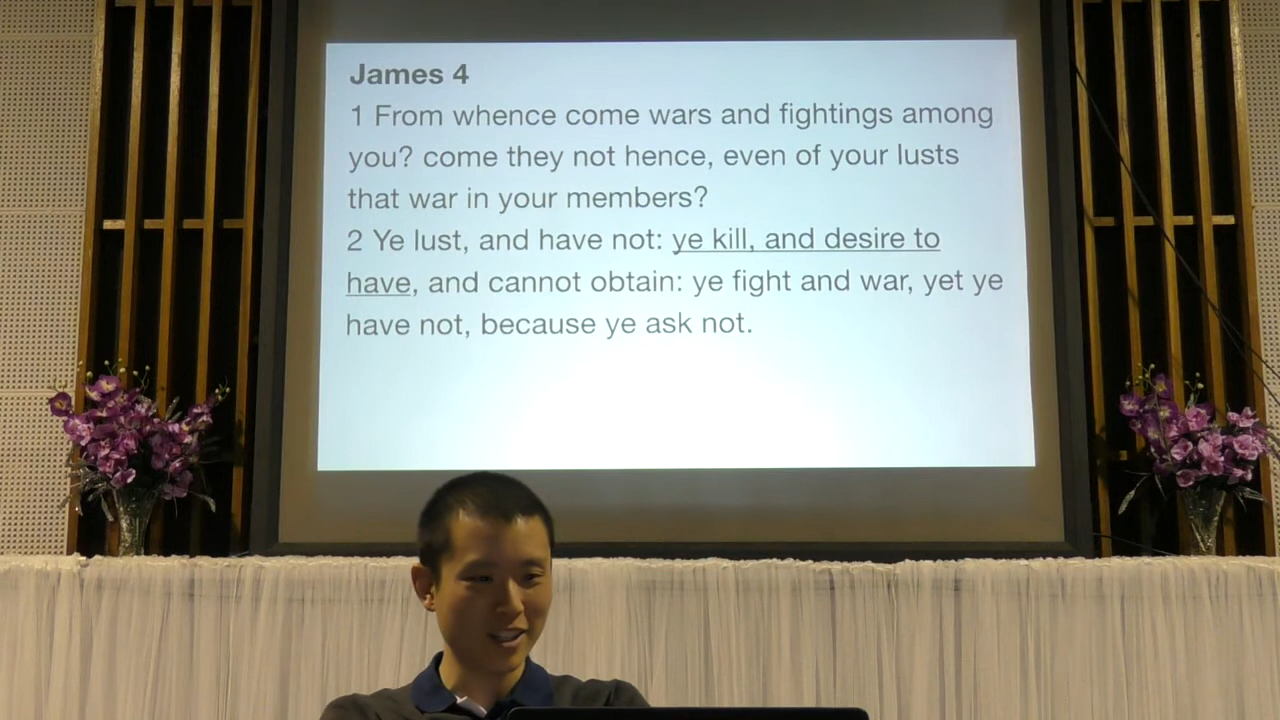 James 4
1 From whence come wars and fightings among
you? come they not hence, even of your lusts
that war in your members?
2 Ye lust, and have not: ye kill, and desire to
have, and cannot obtain: ye fight and war, yet ye
have not, because ye ask not.